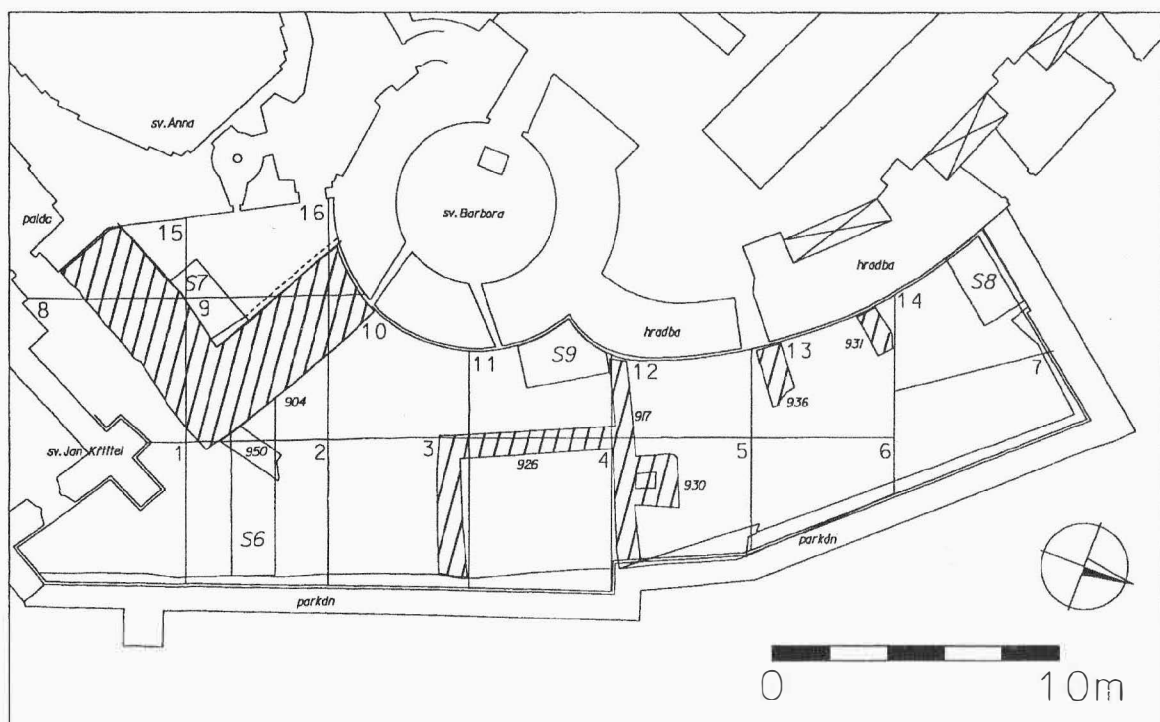 sv. Anna
palác
16
15
sv. Barbora
S7
8
9
hradba
10
14
S8
hradba
11
S9
12
13
931
7
904
917
936
sv. Jan Křtitel
1
950
2
3
926
4
5
6
930
S6
parkán
parkán
0
10m